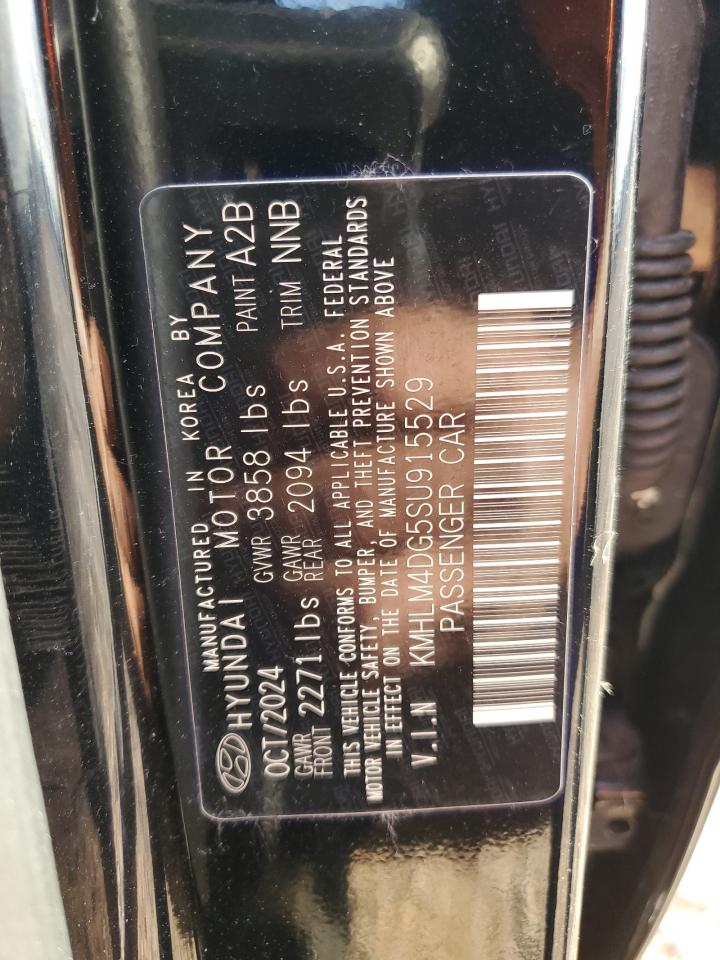 MANUFACTURED IN KOREA BY
HYUNDAI MOTOR COMPANY
OCT/2024 GVWR 3858 lbs PAINT A2B
GAWR FRONT 2271 lbs GAWR REAR 2094 lbs TRIM NNB
THIS VEHICLE CONFORMS TO ALL APPLICABLE U.S.A. FEDERAL
MOTOR VEHICLE SAFETY, BUMPER, AND THEFT PREVENTION STANDARDS
IN EFFECT ON THE DATE OF MANUFACTURE SHOWN ABOVE
V.I.N KMHLM4DG5SU915529
PASSENGER CAR